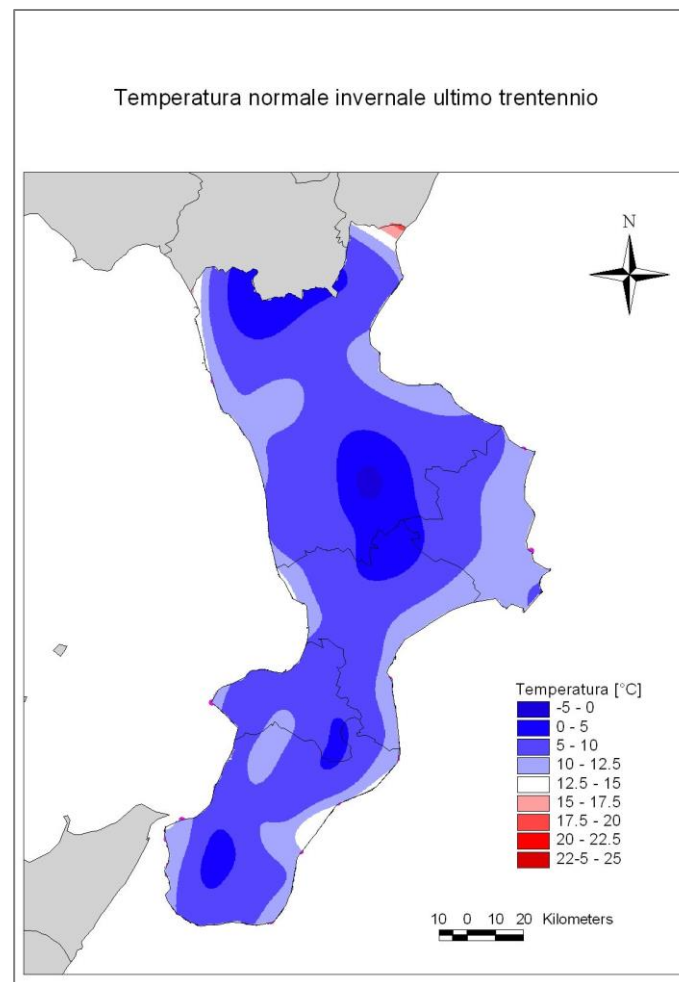 Temperatura normale invernale ultimo trentennio
N
Temperatura [°C]
-5 - 0
0 - 5
5 - 10
10 - 12.5
12.5 - 15
15 - 17.5
17.5 - 20
20 - 22.5
22-5 - 25
10 0 10 20 Kilometers